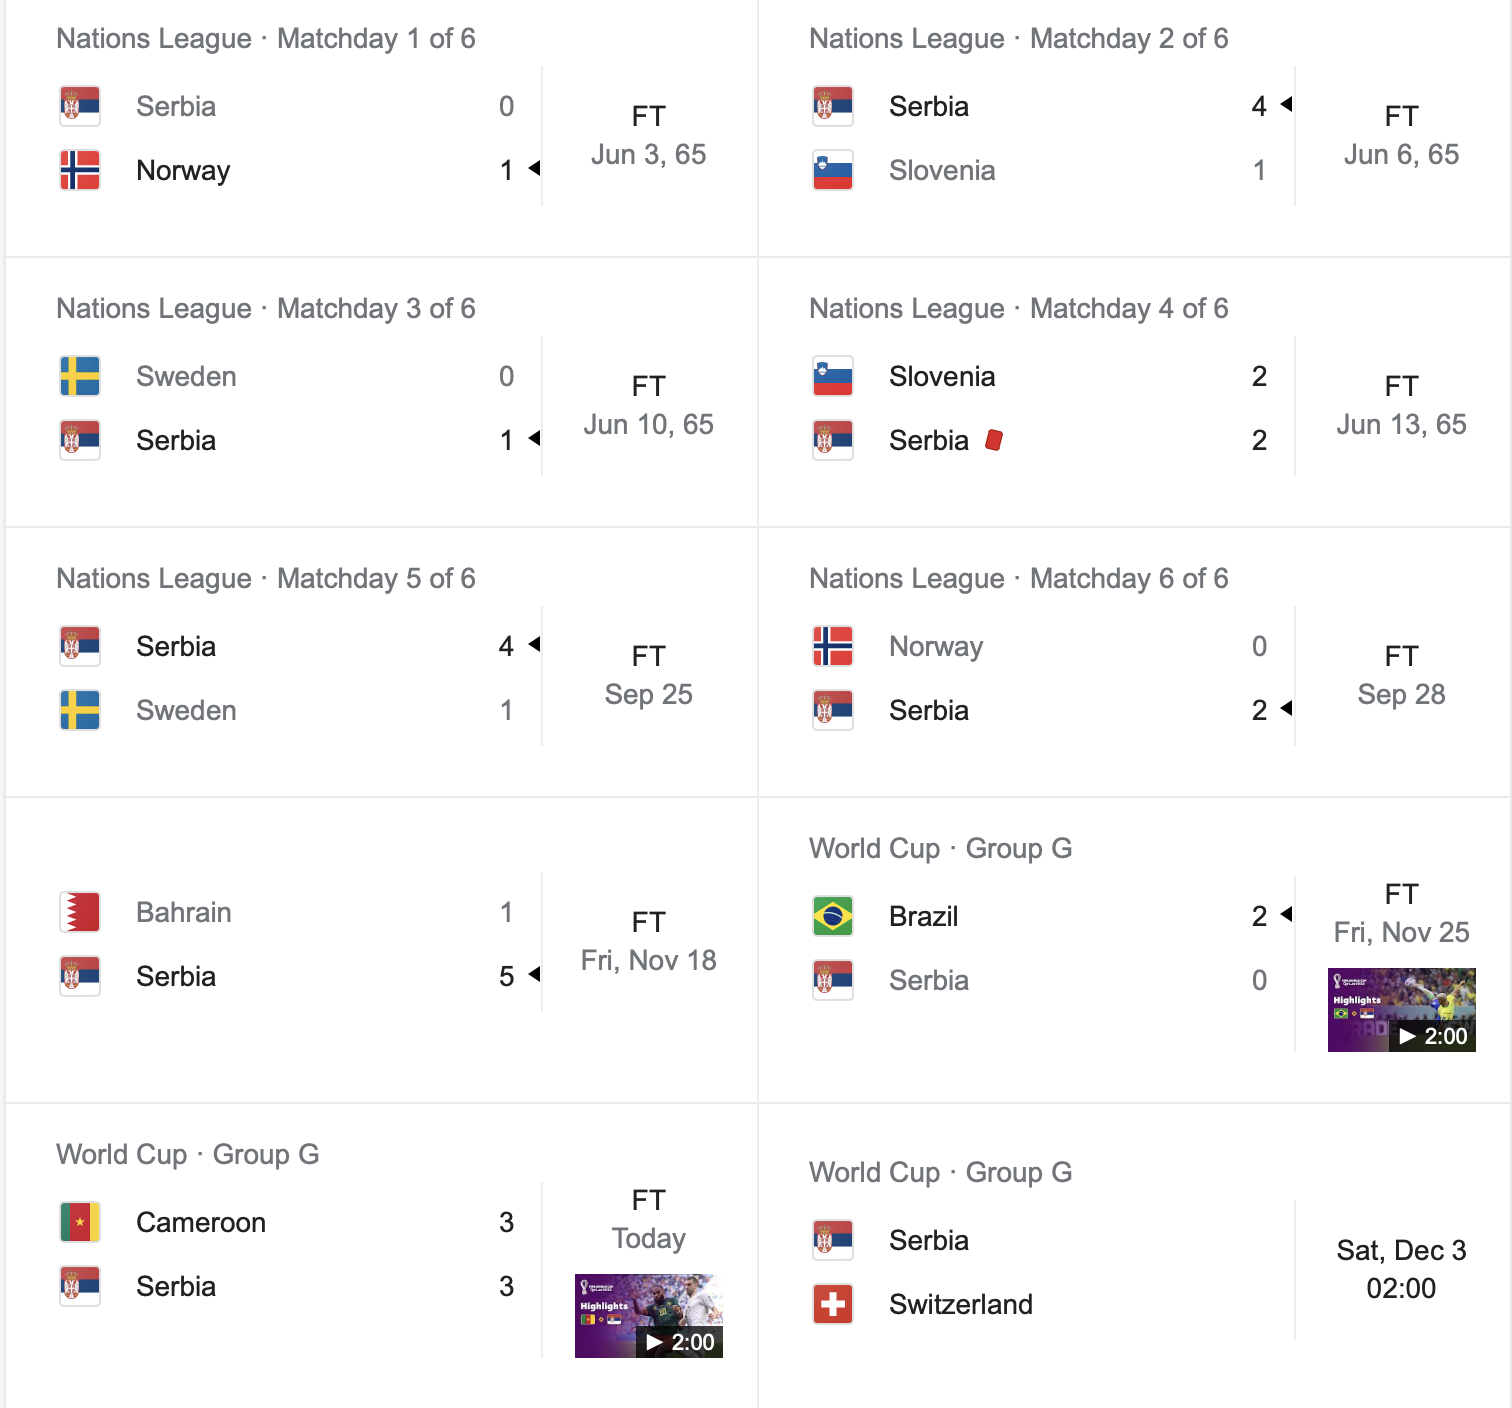 Nations League · Matchday 1 of 6
Serbia 0
Norway 1
FT
Jun 3, 65
Nations League · Matchday 2 of 6
Serbia 4
Slovenia 1
FT
Jun 6, 65
Nations League · Matchday 3 of 6
Sweden 0
Serbia 1
FT
Jun 10, 65
Nations League · Matchday 4 of 6
Slovenia 2
Serbia 2
FT
Jun 13, 65
Nations League · Matchday 5 of 6
Serbia 4
Sweden 1
FT
Sep 25
Nations League · Matchday 6 of 6
Norway 0
Serbia 2
FT
Sep 28
Bahrain 1
Serbia 5
FT
Fri, Nov 18
World Cup · Group G
Brazil 2
Serbia 0
FT
Fri, Nov 25
Highlights
2:00
World Cup · Group G
Cameroon 3
Serbia 3
FT
Today
Highlights
2:00
World Cup · Group G
Serbia
Switzerland
Sat, Dec 3
02:00